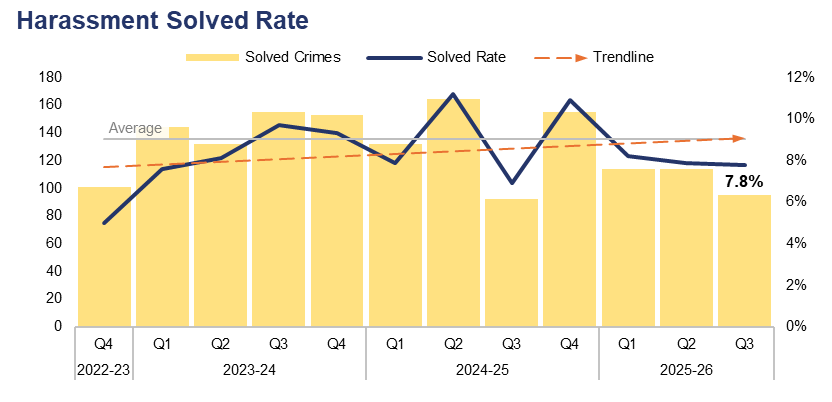 Harassment Solved Rate
Solved Crimes Solved Rate Trendline
180 12%
160 10%
Average
140
120 8%
7.8%
100
80 6%
60 4%
40
20 2%
0 0%
Q4 Q1 Q2 Q3 Q4 Q1 Q2 Q3 Q4 Q1 Q2 Q3
2022-23 2023-24 2024-25 2025-26